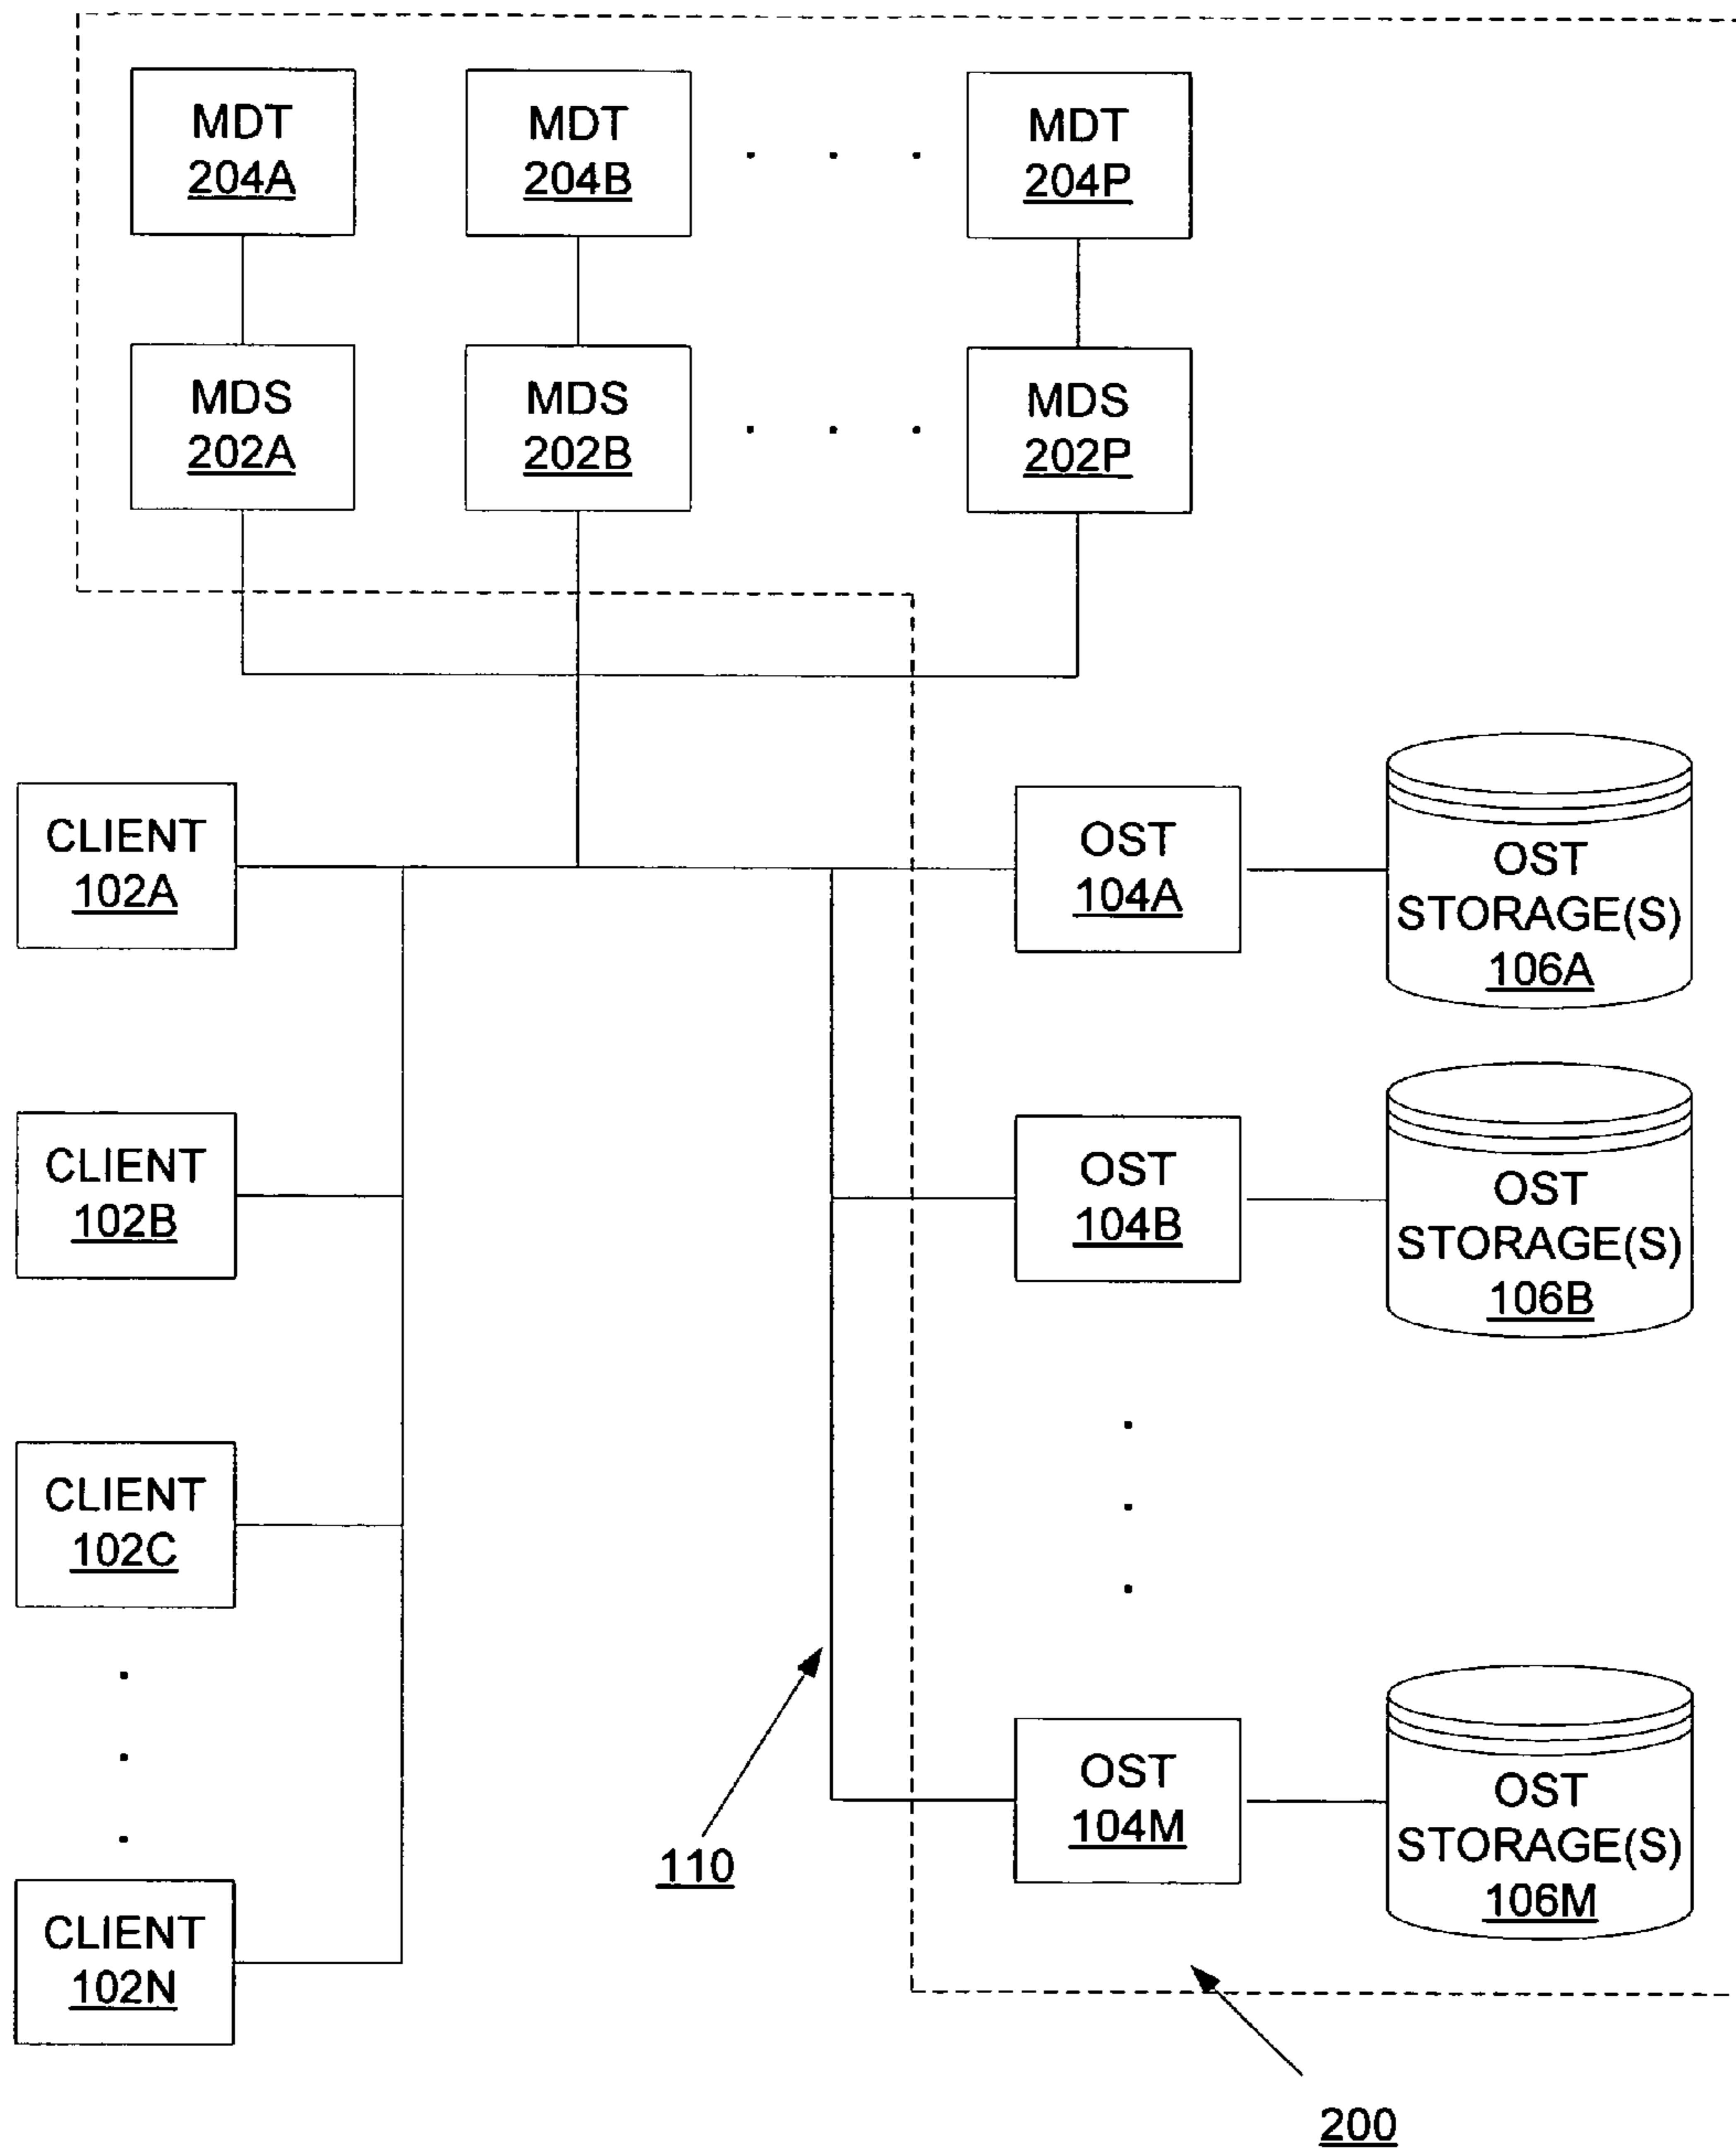 MDT
204A
MDT
204B
MDT
204P
MDS
202A
MDS
202B
MDS
202P
CLIENT
102A
OST
104A
OST
STORAGE(S)
106A
CLIENT
102B
OST
104B
OST
STORAGE(S)
106B
CLIENT
102C
OST
104M
OST
STORAGE(S)
106M
110
CLIENT
102N
200